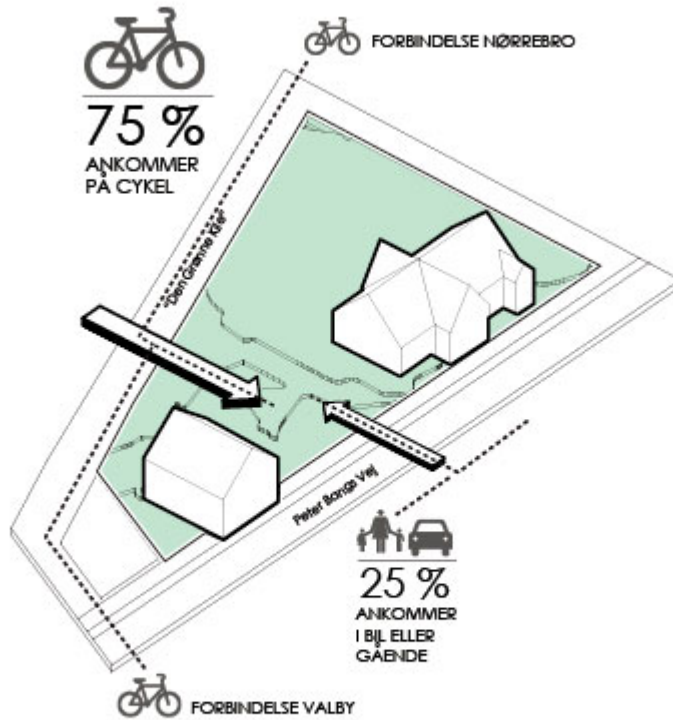 FORBINDELSE NØRREBRO
75 %
ANKOMMER
PÅ CYKEL
"Den Grønne Kile"
Peter Bangs Vej
25 %
ANKOMMER
I BIL ELLER
GÅENDE
FORBINDELSE VALBY